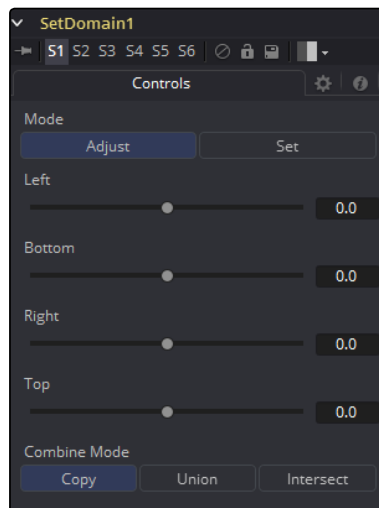 SetDomain1
S1 S2 S3 S4 S5 S6
Controls
Mode
Adjust Set
Left
0.0
Bottom
0.0
Right
0.0
Top
0.0
Combine Mode
Copy Union Intersect